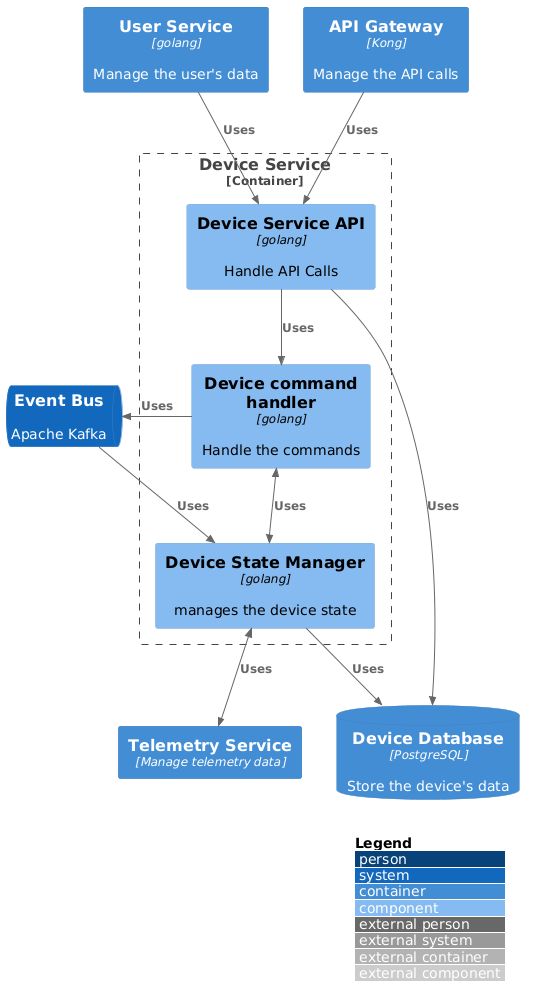 User Service
[golang]
Manage the user's data
API Gateway
[Kong]
Manage the API calls
Uses
Uses
Device Service
[Container]
Device Service API
[golang]
Handle API Calls
Uses
Device command
handler
[golang]
Handle the commands
Event Bus
Apache Kafka
Uses
Uses
Uses
Uses
Device State Manager
[golang]
manages the device state
Uses
Uses
Telemetry Service
[Manage telemetry data]
Device Database
[PostgreSQL]
Store the device's data
Legend
person
system
container
component
external person
external system
external container
external component